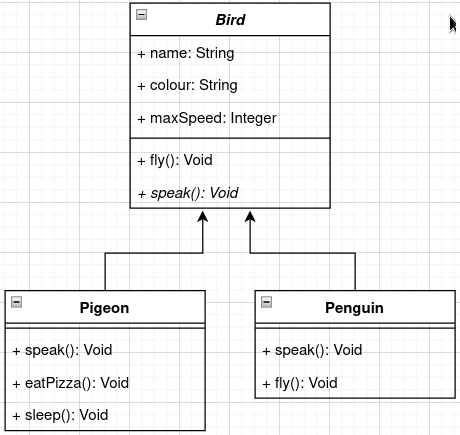 Bird
+ name: String
+ colour: String
+ maxSpeed: Integer
+ fly(): Void
+ speak(): Void
Pigeon
+ speak(): Void
+ eatPizza(): Void
+ sleep(): Void
Penguin
+ speak(): Void
+ fly(): Void